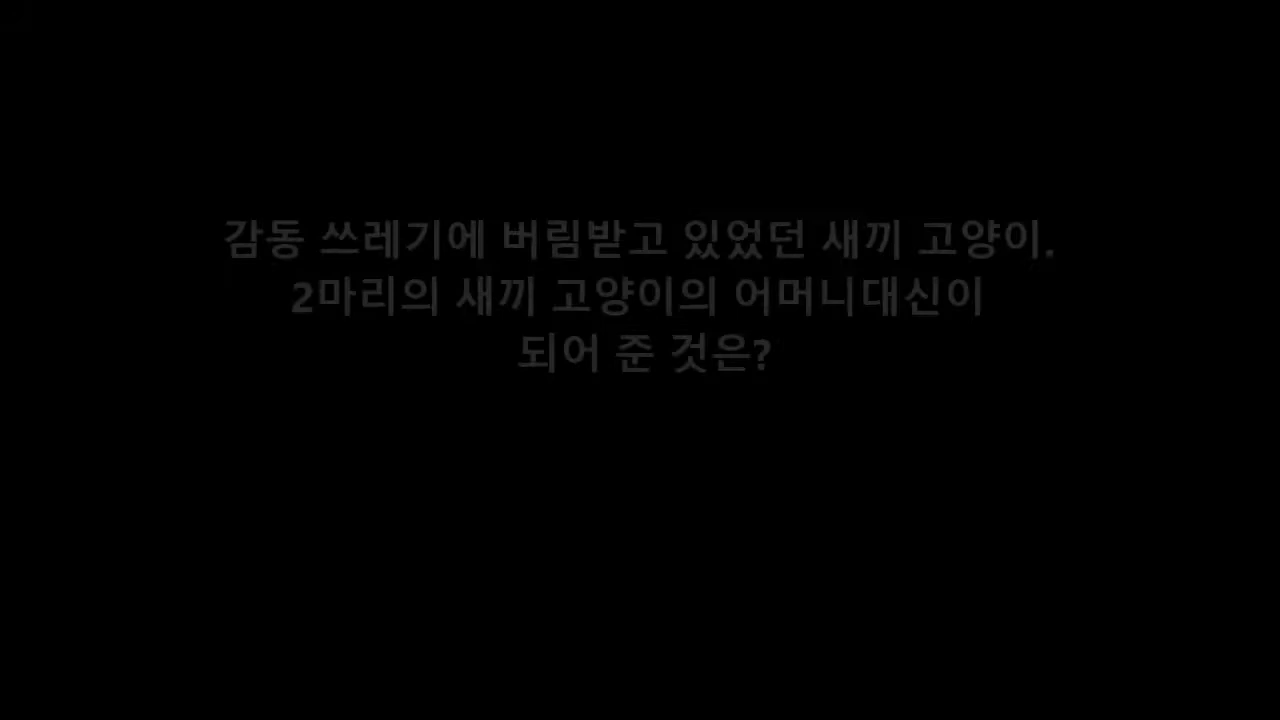 감동 쓰레기에 버림받고 있었던 새끼 고양이.
2마리의 새끼 고양이의 어머니대신이
되어 준 것은?